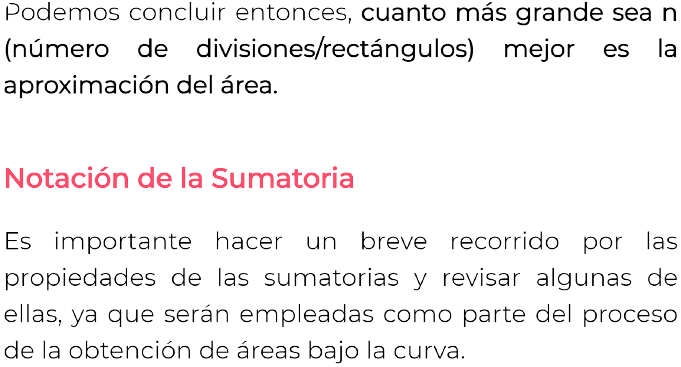 Podemos concluir entonces, cuanto más grande sea n
(número de divisiones/rectángulos) mejor es la
aproximación del área.
Notación de la Sumatoria
Es importante hacer un breve recorrido por las
propiedades de las sumatorias y revisar algunas de
ellas, ya que serán empleadas como parte del proceso
de la obtención de áreas bajo la curva.